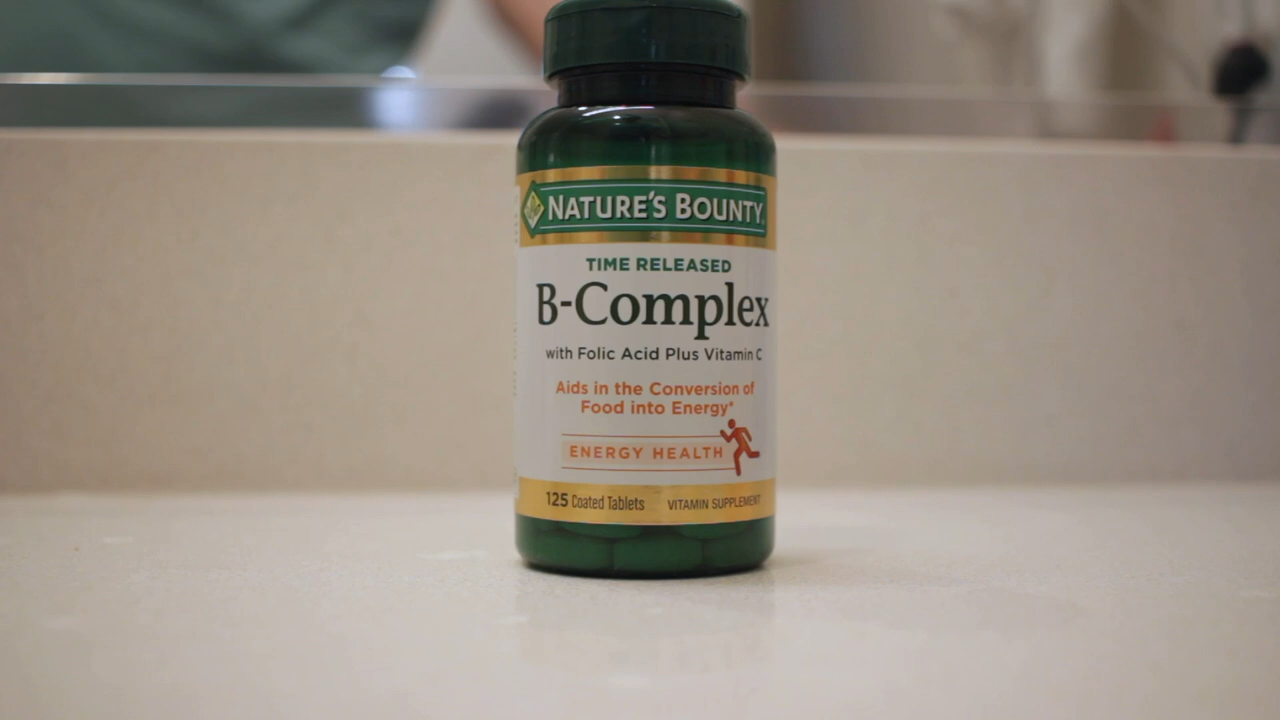 NATURE'S BOUNTY
TIME RELEASED
B-Complex
with Folic Acid Plus Vitamin C
Aids in the Conversion of
Food into Energy*
ENERGY HEALTH
125 Coated Tablets VITAMIN SUPPLEMENT